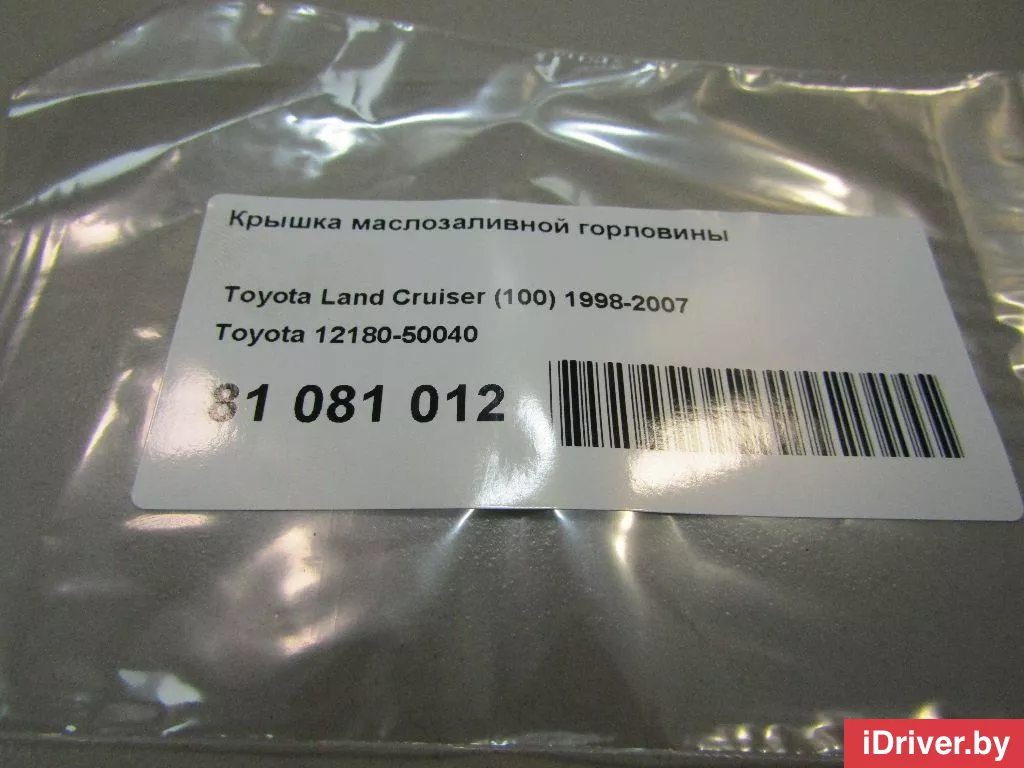 Крышка маслозаливной горловины
Toyota Land Cruiser (100) 1998-2007
Toyota 12180-50040
81 081 012
iDriver.by